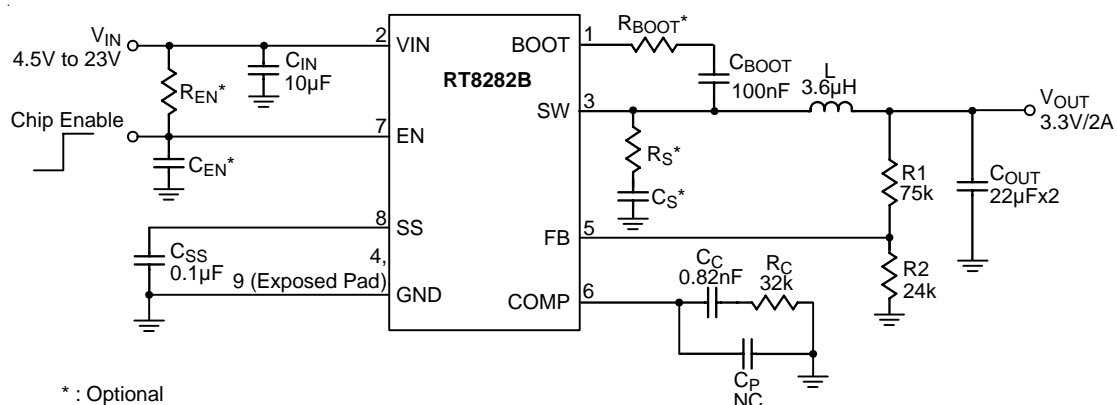 VIN
4.5V to 23V
REN*
CIN
10µF
Chip Enable
CEN*
CSS
0.1µF
2
VIN
7
EN
8
SS
4,
9 (Exposed Pad)
GND
RT8282B
BOOT
1
SW
3
FB
5
COMP
6
RBOOT*
CBOOT
100nF
L
3.6µH
RS*
CS*
VOUT
3.3V/2A
R1
75k
COUT
22µFx2
R2
24k
CC
0.82nF
RC
32k
CP
NC
* : Optional